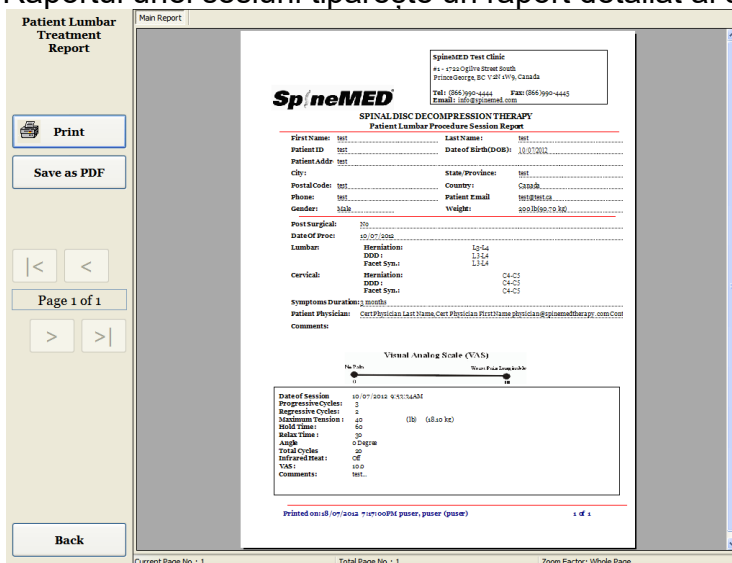 Raportul unei sesiuni tipărește un raport detaliat al s
Patient Lumbar
Treatment
Report
Print
Save as PDF
|< <
Page 1 of 1
> >|
Back
Main Report
SpineMED Test Clinic
#1 - 1722 Ogilve Street South
Prince George, BC V2N 1W9, Canada
Tel: (866)990-4444 Fax: (866)990-4445
Email: info@spinemed.com
SpineMED
SPINAL DISC DECOMPRESSION THERAPY
Patient Lumbar Procedure Session Report
First Name: test Last Name: test
Patient ID test Date of Birth(DOB): 10/07/2012
Patient Addr test
City: State/Province: test
Postal Code: test Country: Canada
Phone: test Patient Email test@test.ca
Gender: Male Weight: 200 lb(90.70 kg)
Post Surgical: No
Date Of Proc: 10/07/2012
Lumbar: Herniation: L3-L4
DDD : L3-L4
Facet Syn.: L3-L4
Cervical: Herniation: C4-C5
DDD : C4-C5
Facet Syn.: C4-C5
Symptoms Duration: 3 months
Patient Physician: Cert Physician Last Name, Cert Physician First Name physician@spinemedtherapy.com Cont
Comments:
Visual Analog Scale (VAS)
No Pain Worst Pain Imaginable
0 10
Date of Session 10/07/2012 9:53:34AM
Progressive Cycles: 3
Regressive Cycles: 2
Maximum Tension : 40 (lb) (18.10 kg)
Hold Time : 60
Relax Time : 30
Angle 0 Degree
Total Cycles 20
Infrared Heat : Off
VAS : 10.0
Comments: test...
Printed on: 18/07/2012 7:17:00PM puser, puser (puser) 1 of 1
Current Page No.: 1 Total Page No.: 1 Zoom Factor: Whole Page